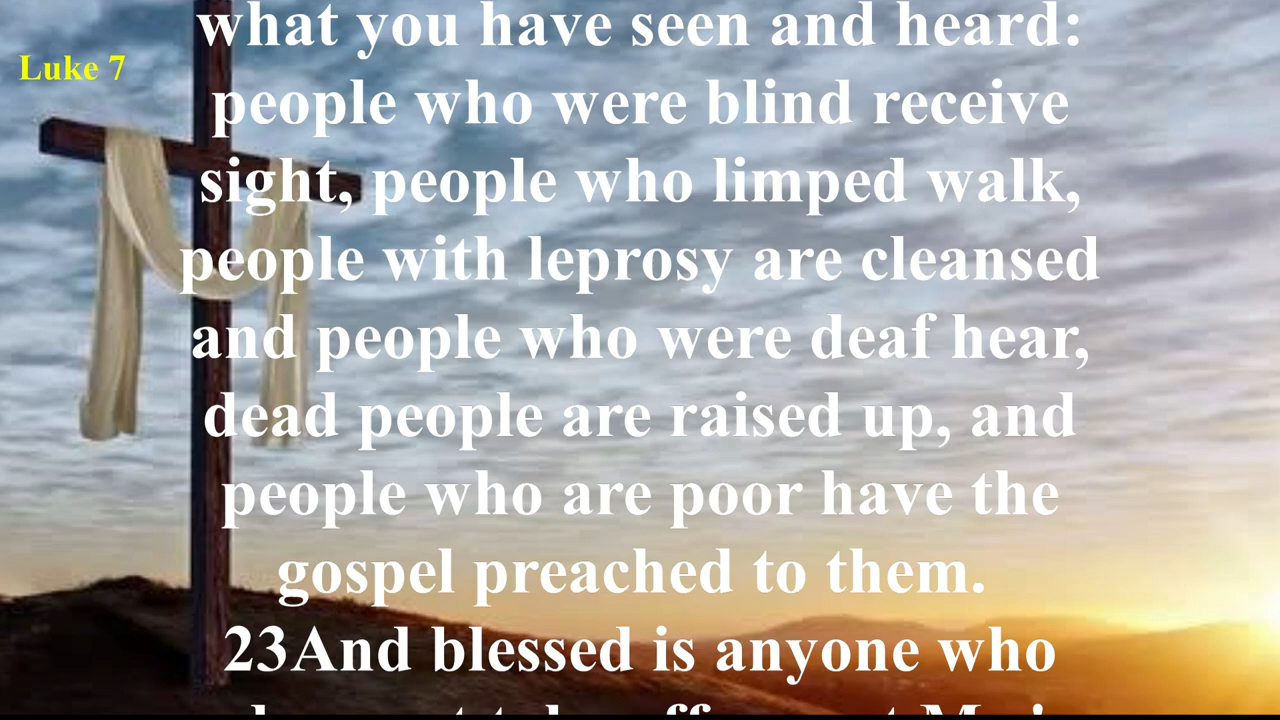 what you have seen and heard:
Luke 7
people who were blind receive
sight, people who limped walk,
people with leprosy are cleansed
and people who were deaf hear,
dead people are raised up, and
people who are poor have the
gospel preached to them.
23And blessed is anyone who